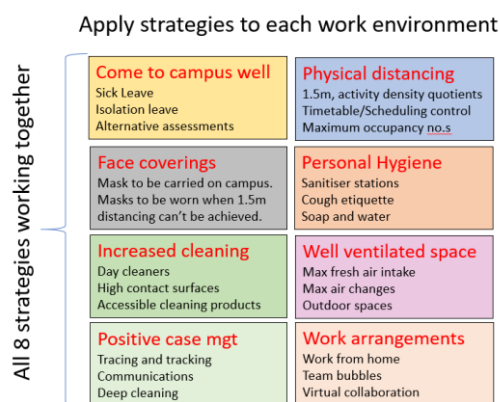 Apply strategies to each work environment
All 8 strategies working together
Come to campus well
Sick Leave
Isolation leave
Alternative assessments
Physical distancing
1.5m, activity density quotients
Timetable/Scheduling control
Maximum occupancy no.s
Face coverings
Mask to be carried on campus.
Masks to be worn when 1.5m
distancing can't be achieved.
Personal Hygiene
Sanitiser stations
Cough etiquette
Soap and water
Increased cleaning
Day cleaners
High contact surfaces
Accessible cleaning products
Well ventilated space
Max fresh air intake
Max air changes
Outdoor spaces
Positive case mgt
Tracing and tracking
Communications
Deep cleaning
Work arrangements
Work from home
Team bubbles
Virtual collaboration